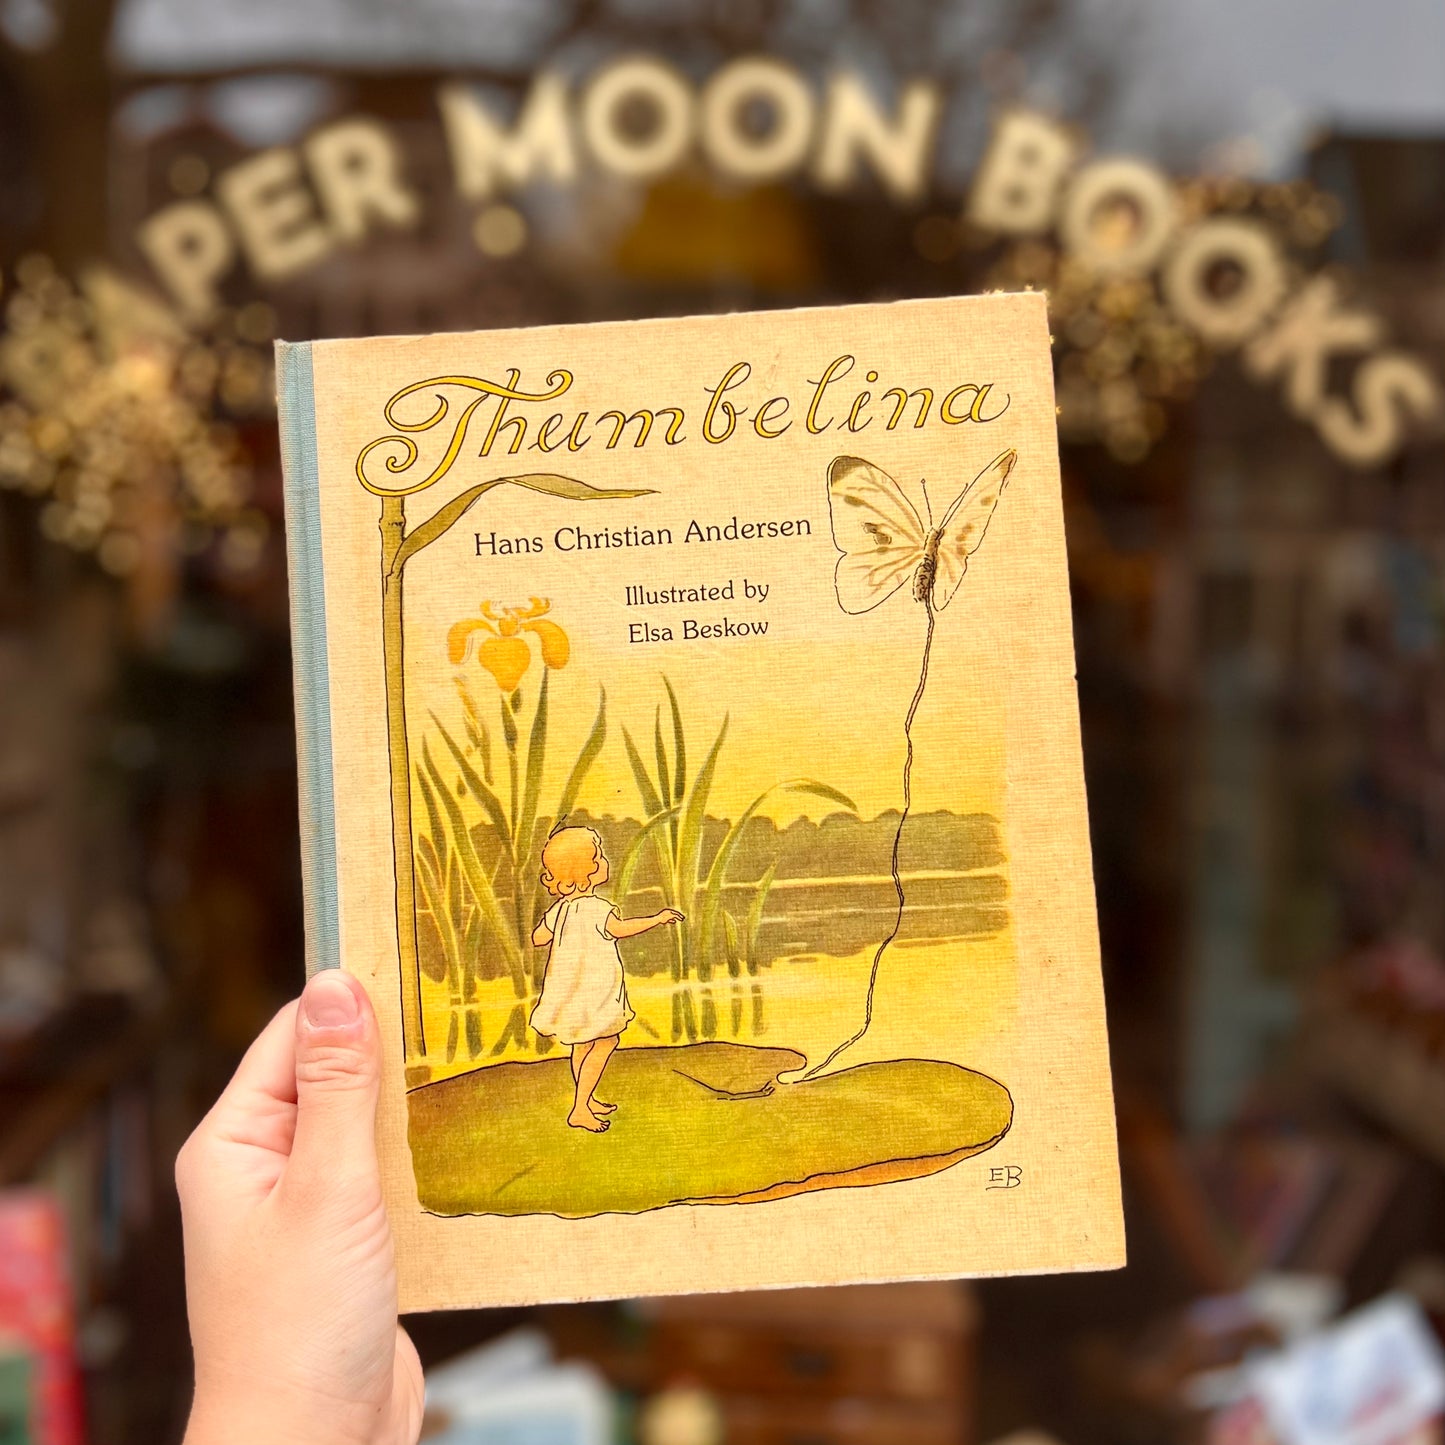 PER MOON BOOKS
Thumbelina
Hans Christian Andersen
Illustrated by
Elsa Beskow
EB